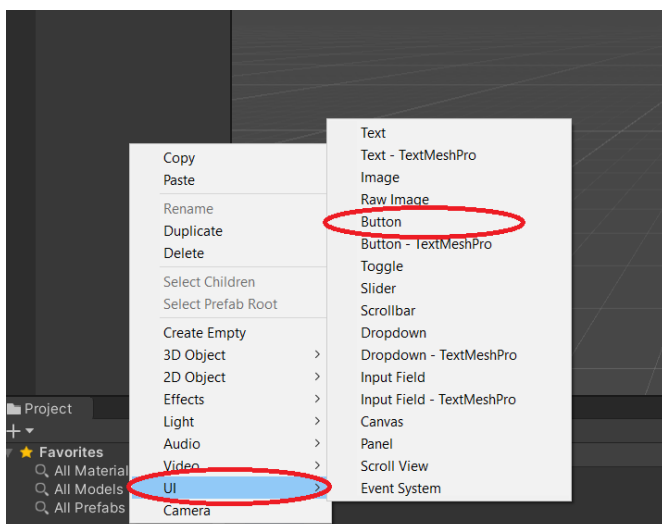 Copy
Paste
Rename
Duplicate
Delete
Select Children
Select Prefab Root
Create Empty
3D Object
2D Object
Effects
Light
Audio
Video
UI
Camera
Text
Text - TextMeshPro
Image
Raw Image
Button
Button - TextMeshPro
Toggle
Slider
Scrollbar
Dropdown
Dropdown - TextMeshPro
Input Field
Input Field - TextMeshPro
Canvas
Panel
Scroll View
Event System
Project
Favorites
All Material
All Models
All Prefabs